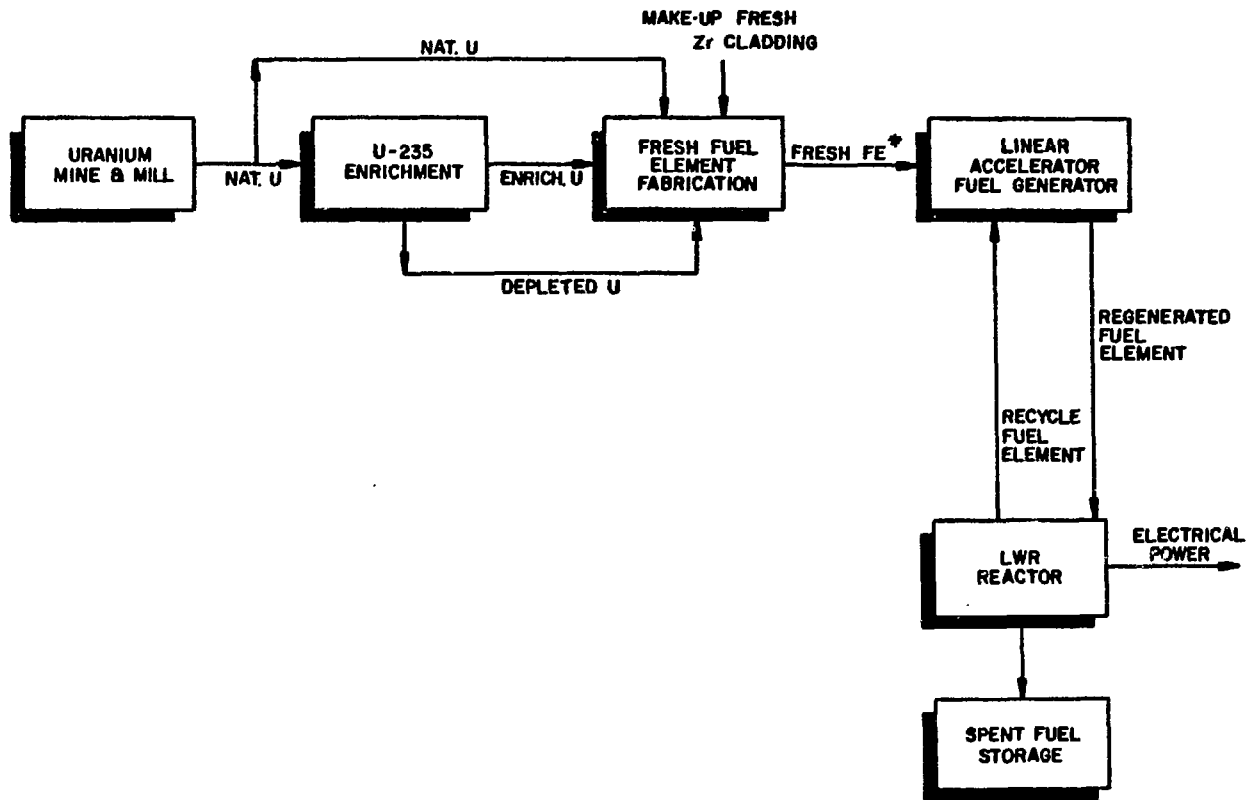 MAKE-UP FRESH
Zr CLADDING
NAT. U
URANIUM
MINE & MILL
NAT. U
U-235
ENRICHMENT
ENRICH. U
FRESH FUEL
ELEMENT
FABRICATION
FRESH FE*
LINEAR
ACCELERATOR
FUEL GENERATOR
DEPLETED U
REGENERATED
FUEL
ELEMENT
RECYCLE
FUEL
ELEMENT
LWR
REACTOR
ELECTRICAL
POWER
SPENT FUEL
STORAGE